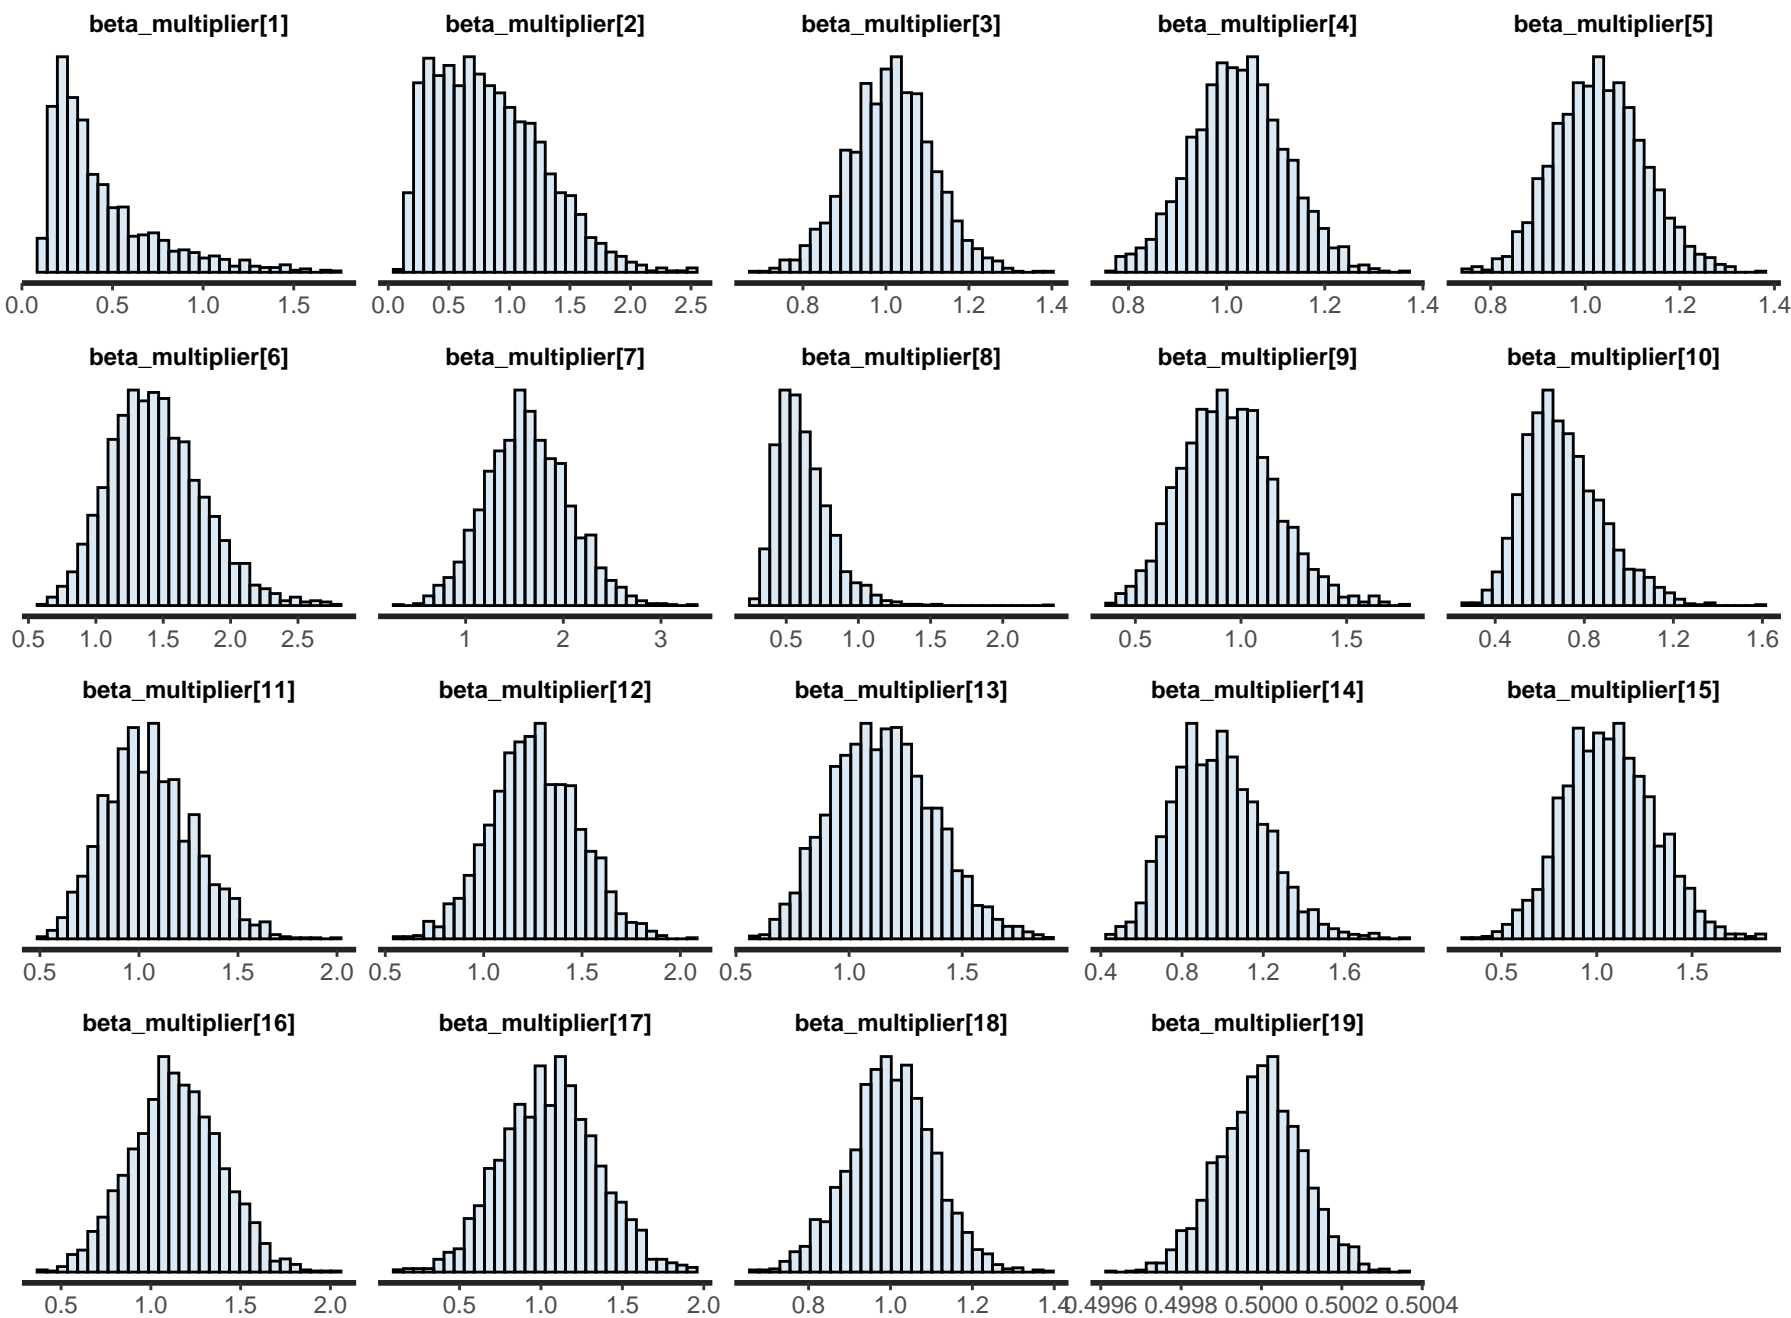 beta_multiplier[1] beta_multiplier[2] beta_multiplier[3] beta_multiplier[4] beta_multiplier[5]
0.0 0.5 1.0 1.5 0.0 0.5 1.0 1.5 2.0 2.5 0.8 1.0 1.2 1.4 0.8 1.0 1.2 1.4 0.8 1.0 1.2 1.4
beta_multiplier[6] beta_multiplier[7] beta_multiplier[8] beta_multiplier[9] beta_multiplier[10]
0.5 1.0 1.5 2.0 2.5 1 2 3 0.5 1.0 1.5 2.0 0.5 1.0 1.5 0.4 0.8 1.2 1.6
beta_multiplier[11] beta_multiplier[12] beta_multiplier[13] beta_multiplier[14] beta_multiplier[15]
0.5 1.0 1.5 2.0 0.5 1.0 1.5 2.0 0.5 1.0 1.5 0.4 0.8 1.2 1.6 0.5 1.0 1.5
beta_multiplier[16] beta_multiplier[17] beta_multiplier[18] beta_multiplier[19]
0.5 1.0 1.5 2.0 0.5 1.0 1.5 2.0 0.8 1.0 1.2 1.4 0.4996 0.4998 0.5000 0.5002 0.5004